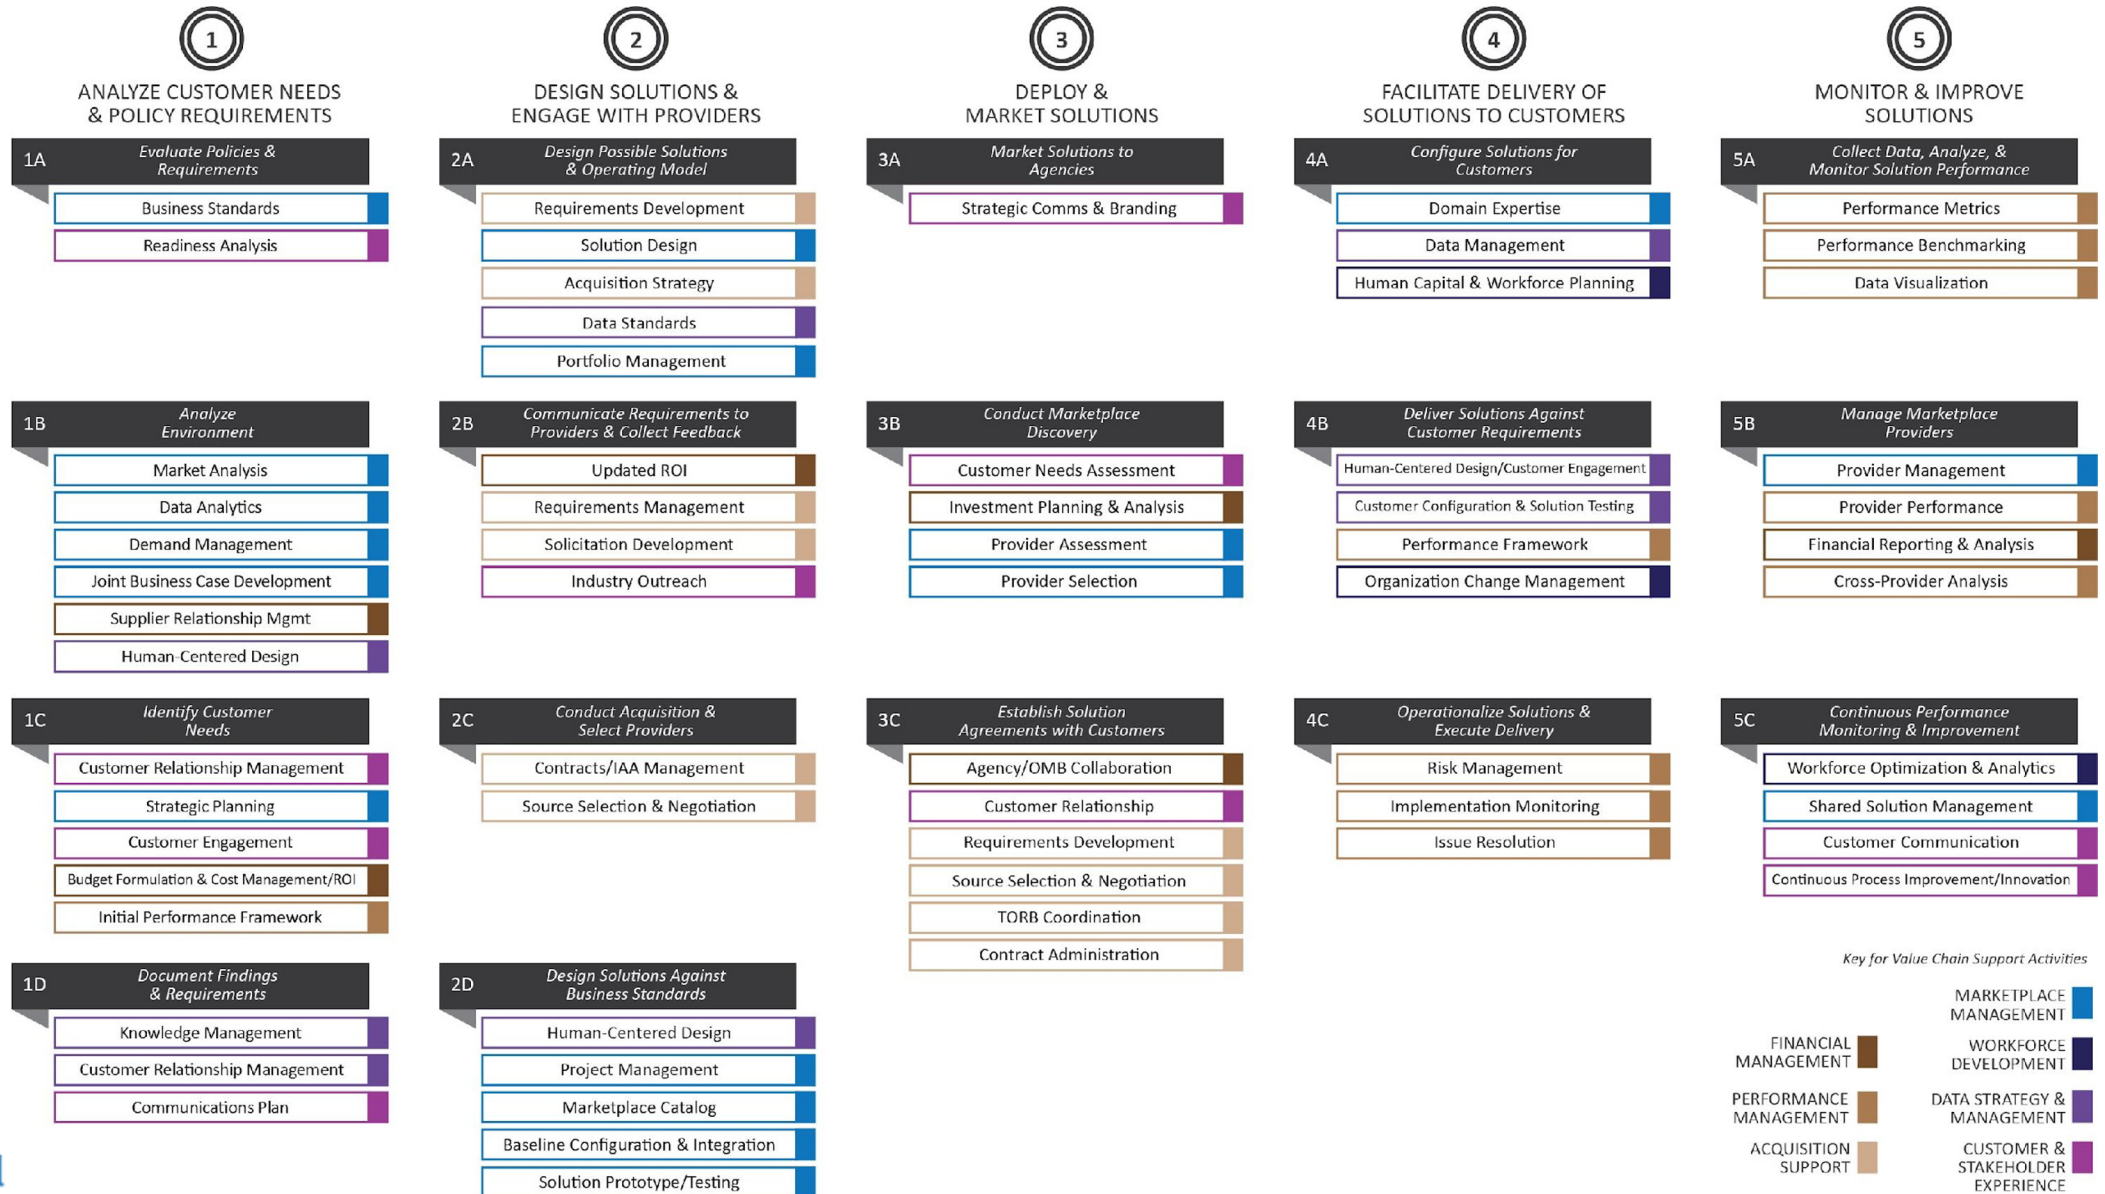 1
ANALYZE CUSTOMER NEEDS
& POLICY REQUIREMENTS
1A
Evaluate Policies &
Requirements
Business Standards
Readiness Analysis
1B
Analyze
Environment
Market Analysis
Data Analytics
Demand Management
Joint Business Case Development
Supplier Relationship Mgmt
Human-Centered Design
1C
Identify Customer
Needs
Customer Relationship Management
Strategic Planning
Customer Engagement
Budget Formulation & Cost Management/ROI
Initial Performance Framework
1D
Document Findings
& Requirements
Knowledge Management
Customer Relationship Management
Communications Plan
2
DESIGN SOLUTIONS &
ENGAGE WITH PROVIDERS
2A
Design Possible Solutions
& Operating Model
Requirements Development
Solution Design
Acquisition Strategy
Data Standards
Portfolio Management
2B
Communicate Requirements to
Providers & Collect Feedback
Updated ROI
Requirements Management
Solicitation Development
Industry Outreach
2C
Conduct Acquisition &
Select Providers
Contracts/IAA Management
Source Selection & Negotiation
2D
Design Solutions Against
Business Standards
Human-Centered Design
Project Management
Marketplace Catalog
Baseline Configuration & Integration
Solution Prototype/Testing
3
DEPLOY &
MARKET SOLUTIONS
3A
Market Solutions to
Agencies
Strategic Comms & Branding
3B
Conduct Marketplace
Discovery
Customer Needs Assessment
Investment Planning & Analysis
Provider Assessment
Provider Selection
3C
Establish Solution
Agreements with Customers
Agency/OMB Collaboration
Customer Relationship
Requirements Development
Source Selection & Negotiation
TORB Coordination
Contract Administration
4
FACILITATE DELIVERY OF
SOLUTIONS TO CUSTOMERS
4A
Configure Solutions for
Customers
Domain Expertise
Data Management
Human Capital & Workforce Planning
4B
Deliver Solutions Against
Customer Requirements
Human-Centered Design/Customer Engagement
Customer Configuration & Solution Testing
Performance Framework
Organization Change Management
4C
Operationalize Solutions &
Execute Delivery
Risk Management
Implementation Monitoring
Issue Resolution
5
MONITOR & IMPROVE
SOLUTIONS
5A
Collect Data, Analyze, &
Monitor Solution Performance
Performance Metrics
Performance Benchmarking
Data Visualization
5B
Manage Marketplace
Providers
Provider Management
Provider Performance
Financial Reporting & Analysis
Cross-Provider Analysis
5C
Continuous Performance
Monitoring & Improvement
Workforce Optimization & Analytics
Shared Solution Management
Customer Communication
Continuous Process Improvement/Innovation
Key for Value Chain Support Activities
MARKETPLACE
MANAGEMENT
FINANCIAL
MANAGEMENT
WORKFORCE
DEVELOPMENT
PERFORMANCE
MANAGEMENT
DATA STRATEGY &
MANAGEMENT
ACQUISITION
SUPPORT
CUSTOMER &
STAKEHOLDER
EXPERIENCE